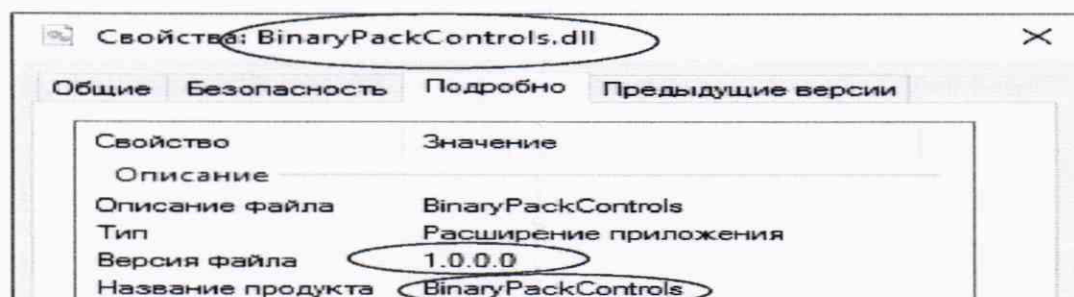 Свойства: BinaryPackControls.dll
Общие Безопасность Подробно Предыдущие версии
Свойство Значение
Описание
Описание файла BinaryPackControls
Тип Расширение приложения
Версия файла 1.0.0.0
Название продукта BinaryPackControls